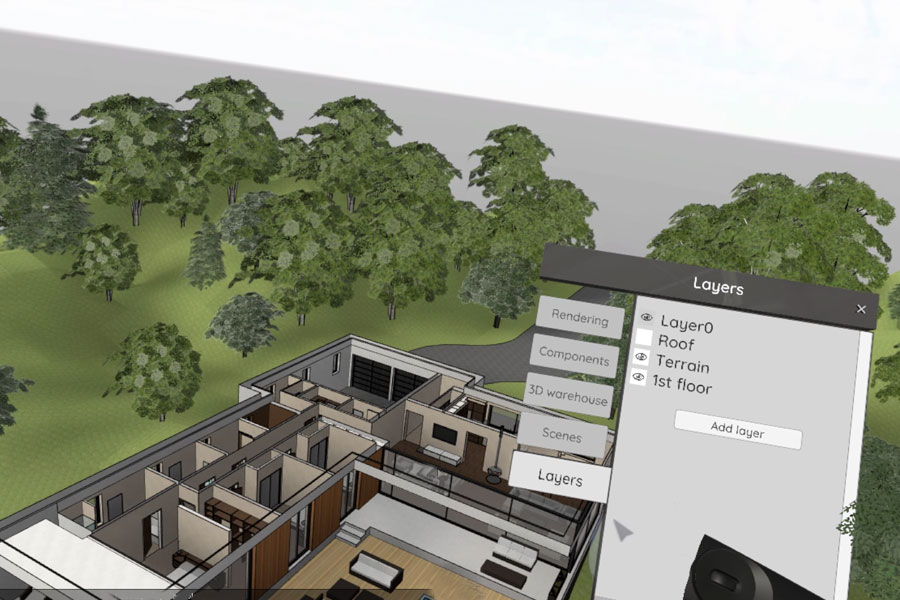 Layers
Rendering
Components
3D warehouse
Scenes
Layers
Layer0
Roof
Terrain
1st floor
Add layer